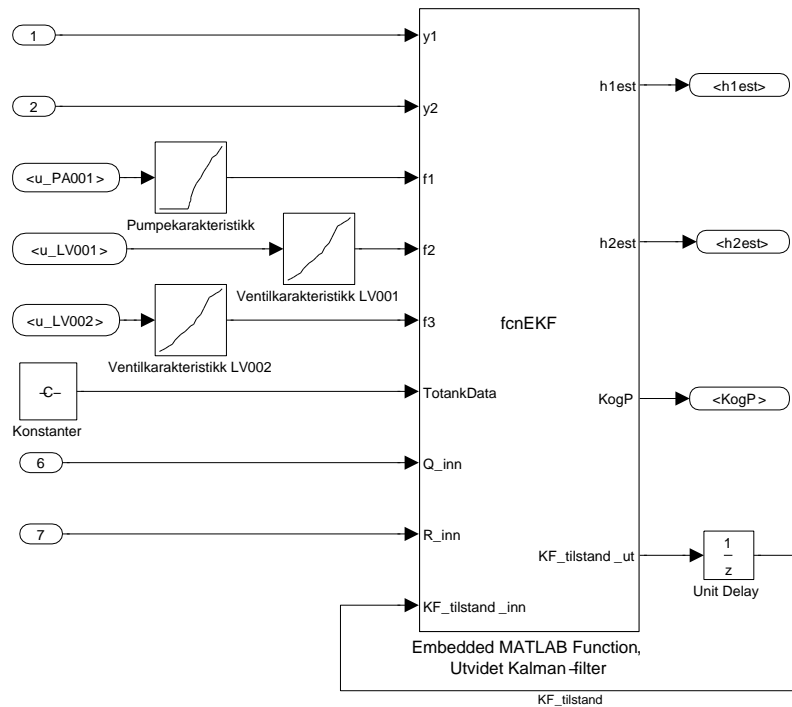 1
y1
h1est
<h1est>
2
y2
<u_PA001>
f1
Pumpekarakteristikk
<u_LV001>
f2
h2est
<h2est>
Ventilkarakteristikk LV001
<u_LV002>
f3
fcnEKF
Ventilkarakteristikk LV002
-C-
TotankData
KogP
<KogP>
Konstanter
6
Q_inn
7
R_inn
KF_tilstand _ut
1
z
Unit Delay
KF_tilstand _inn
Embedded MATLAB Function,
Utvidet Kalman-filter
KF_tilstand